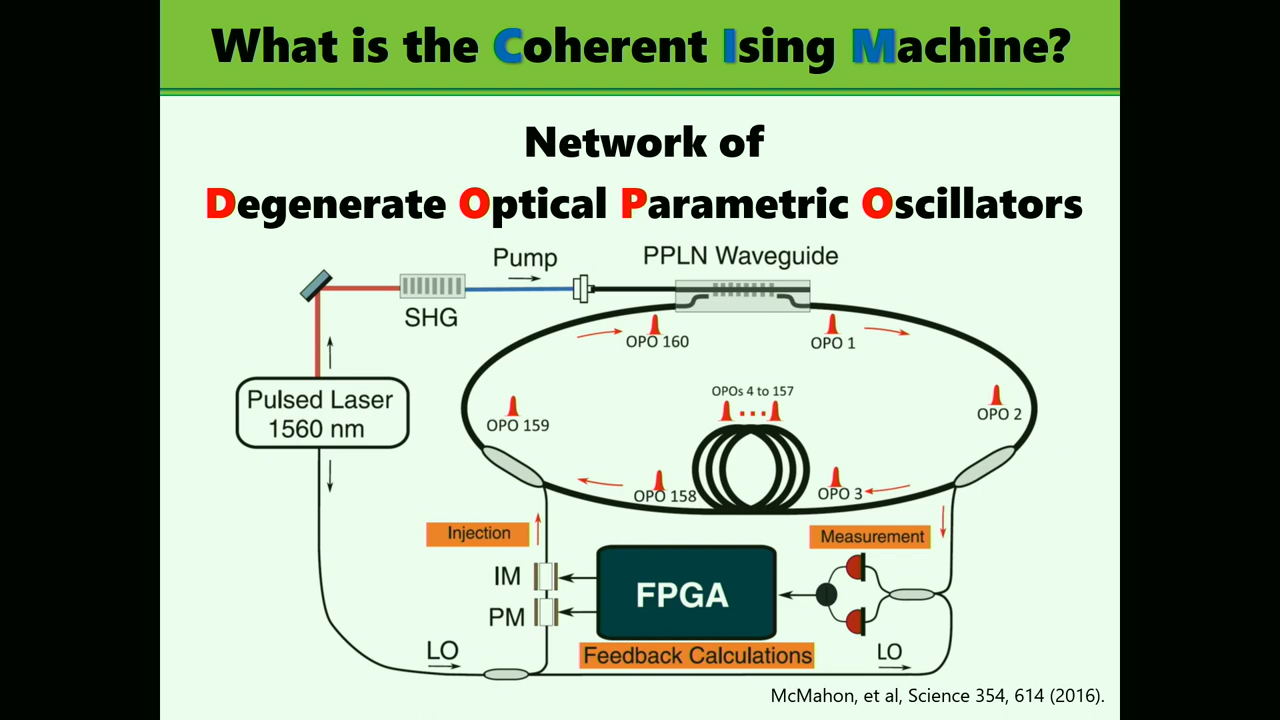 What is the Coherent Ising Machine?
Network of
Degenerate Optical Parametric Oscillators
Pump
PPLN Waveguide
SHG
OPO 160
OPO 1
Pulsed Laser
1560 nm
OPOs 4 to 157
OPO 2
OPO 159
OPO 158
OPO 3
Injection
Measurement
IM
FPGA
PM
LO
Feedback Calculations
LO
McMahon, et al, Science 354, 614 (2016).